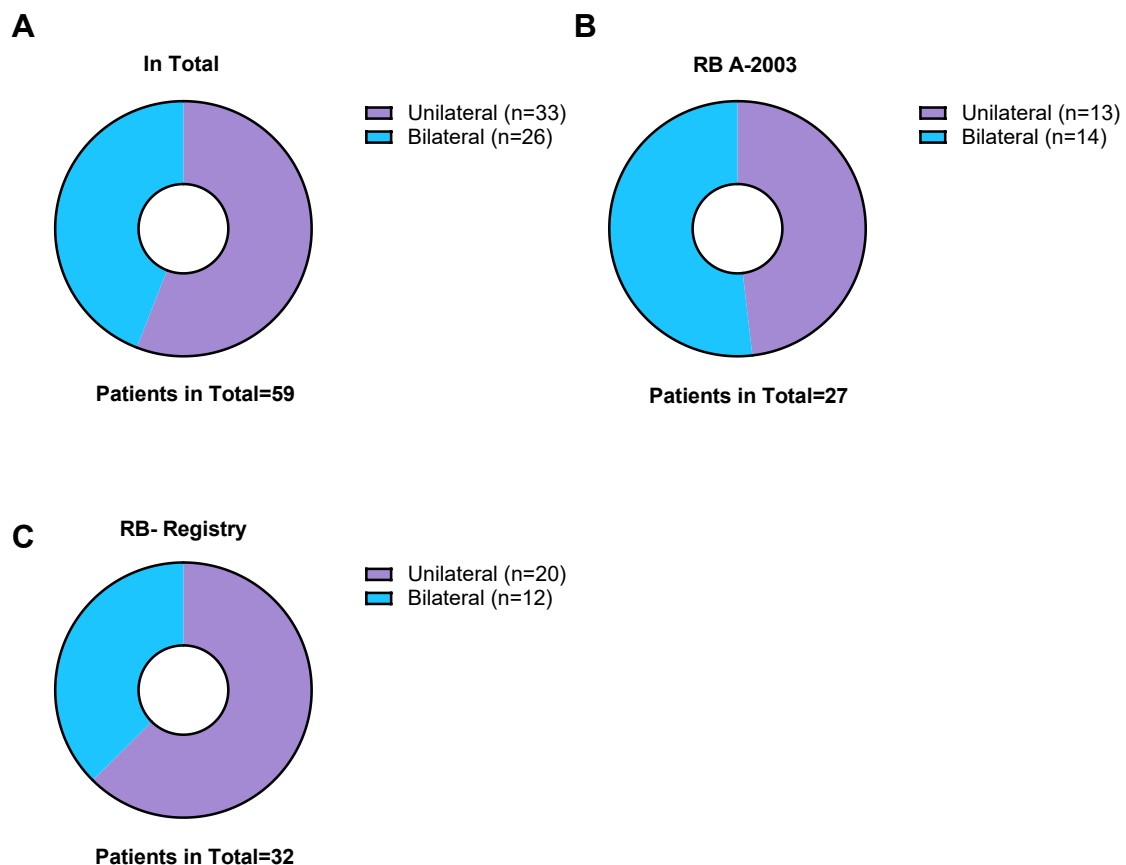 A
In Total
Unilateral (n=33)
Bilateral (n=26)
Patients in Total=59
B
RB A-2003
Unilateral (n=13)
Bilateral (n=14)
Patients in Total=27
C
RB- Registry
Unilateral (n=20)
Bilateral (n=12)
Patients in Total=32